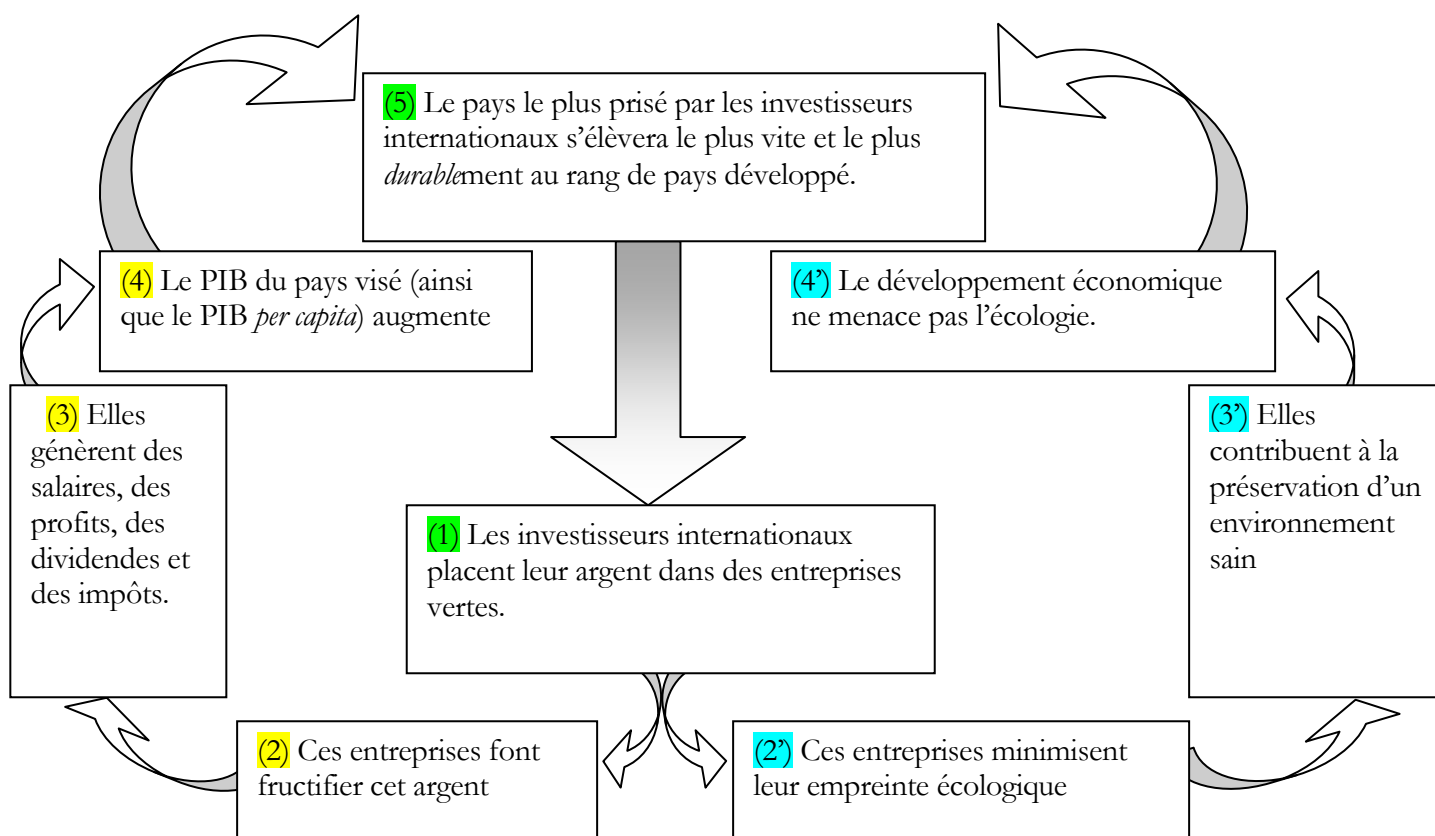 (5) Le pays le plus prisé par les investisseurs
internationaux s’élèvera le plus vite et le plus
durablement au rang de pays développé.
(4) Le PIB du pays visé (ainsi
que le PIB per capita) augmente
(4’) Le développement économique
ne menace pas l’écologie.
(3) Elles
génèrent des
salaires, des
profits, des
dividendes et
des impôts.
(3’) Elles
contribuent à la
préservation d’un
environnement
sain
(1) Les investisseurs internationaux
placent leur argent dans des entreprises
vertes.
(2) Ces entreprises font
fructifier cet argent
(2’) Ces entreprises minimisent
leur empreinte écologique